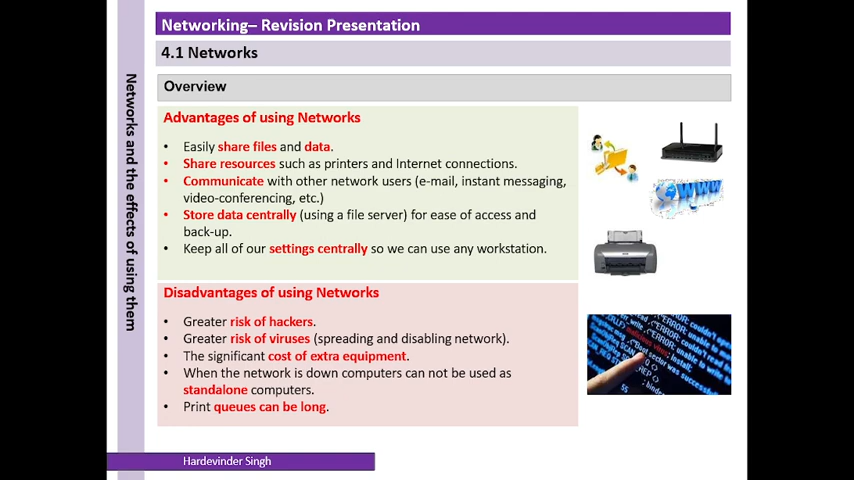 Networking– Revision Presentation
4.1 Networks
Overview
Networks and the effects of using them
Advantages of using Networks
• Easily share files and data.
• Share resources such as printers and Internet connections.
• Communicate with other network users (e-mail, instant messaging,
video-conferencing, etc.)
• Store data centrally (using a file server) for ease of access and
back-up.
• Keep all of our settings centrally so we can use any workstation.
WWW
Disadvantages of using Networks
• Greater risk of hackers.
• Greater risk of viruses (spreading and disabling network).
• The significant cost of extra equipment.
• When the network is down computers can not be used as
standalone computers.
• Print queues can be long.
Hardevinder Singh